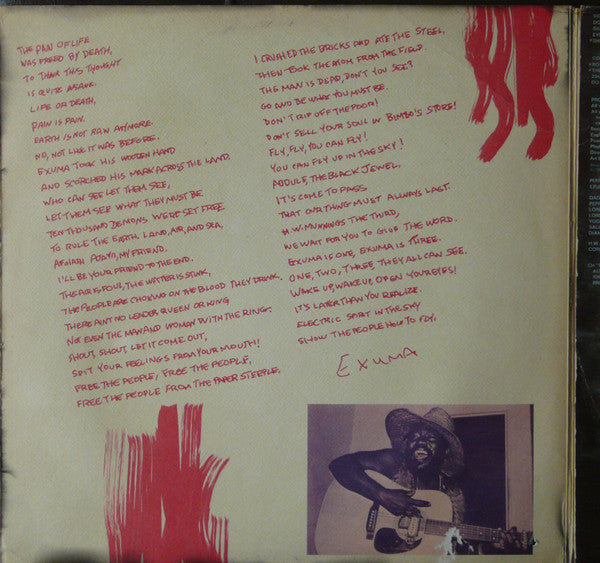 THE PAIN OF LIFE
WAS FREED BY DEATH,
TO THINK THIS THOUGHT
IS QUITE INSANE.
LIFE OR DEATH,
PAIN IS PAIN.
EARTH IS NOT RAW ANYMORE.
NO, NOT LIKE IT WAS BEFORE.
EXUMA TOOK HIS WOODEN HAND
AND SCORCHED HIS MARK ACROSS THE LAND.
WHO CAN SEE LET THEM SEE,
LET THEM SEE WHAT THEY MUST BE.
TEN THOUSAND DEMONS WERE SET FREE
TO RULE THE EARTH. LAND, AIR, AND SEA,
MY FRIEND.
I'LL BE YOUR FRIEND TO THE END.
THE AIR IS FOUL, THE WATER IS STINK,
THE PEOPLE ARE CHOKING ON THE BLOOD THEY DRINK.
THERE AIN'T NO LENDER QUEEN OR KING
NOT EVEN THE MAN AND WOMAN WITH THE RING.
SHOUT, SHOUT, LET IT COME OUT,
SPIT YOUR FEELINGS FROM YOUR MOUTH!
FREE THE PEOPLE, FREE THE PEOPLE,
FREE THE PEOPLE FROM THE PAPER STEEPLE.
I CRUSHED THE BRICKS AND ATE THE STEEL,
THEN TOOK THE ATOM FROM THE FIELD.
THE MAN IS DEAD, DON'T YOU SEE?
GO AND BE WHAT YOU MUST BE.
DON'T RIP OFF THE POOR!
DON'T SELL YOUR SOUL IN BIMBO'S STORE!
FLY, FLY, YOU CAN FLY!
YOU CAN FLY UP IN THE SKY!
THE BLACK JEWEL.
IT'S COME TO PASS
THAT ONE THING MUST ALWAYS LAST.
H.W. MUNNINGS THE THIRD,
WE WAIT FOR YOU TO GIVE THE WORD.
EXUMA IS ONE, EXUMA IS THREE.
ONE, TWO, THREE, THEY ALL CAN SEE.
WAKE UP, WAKE UP, OPEN YOUR EYES!
IT'S LATER THAN YOU REALIZE.
ELECTRIC SPIRIT IN THE SKY
SHOW THE PEOPLE HOW TO FLY.
EXUMA